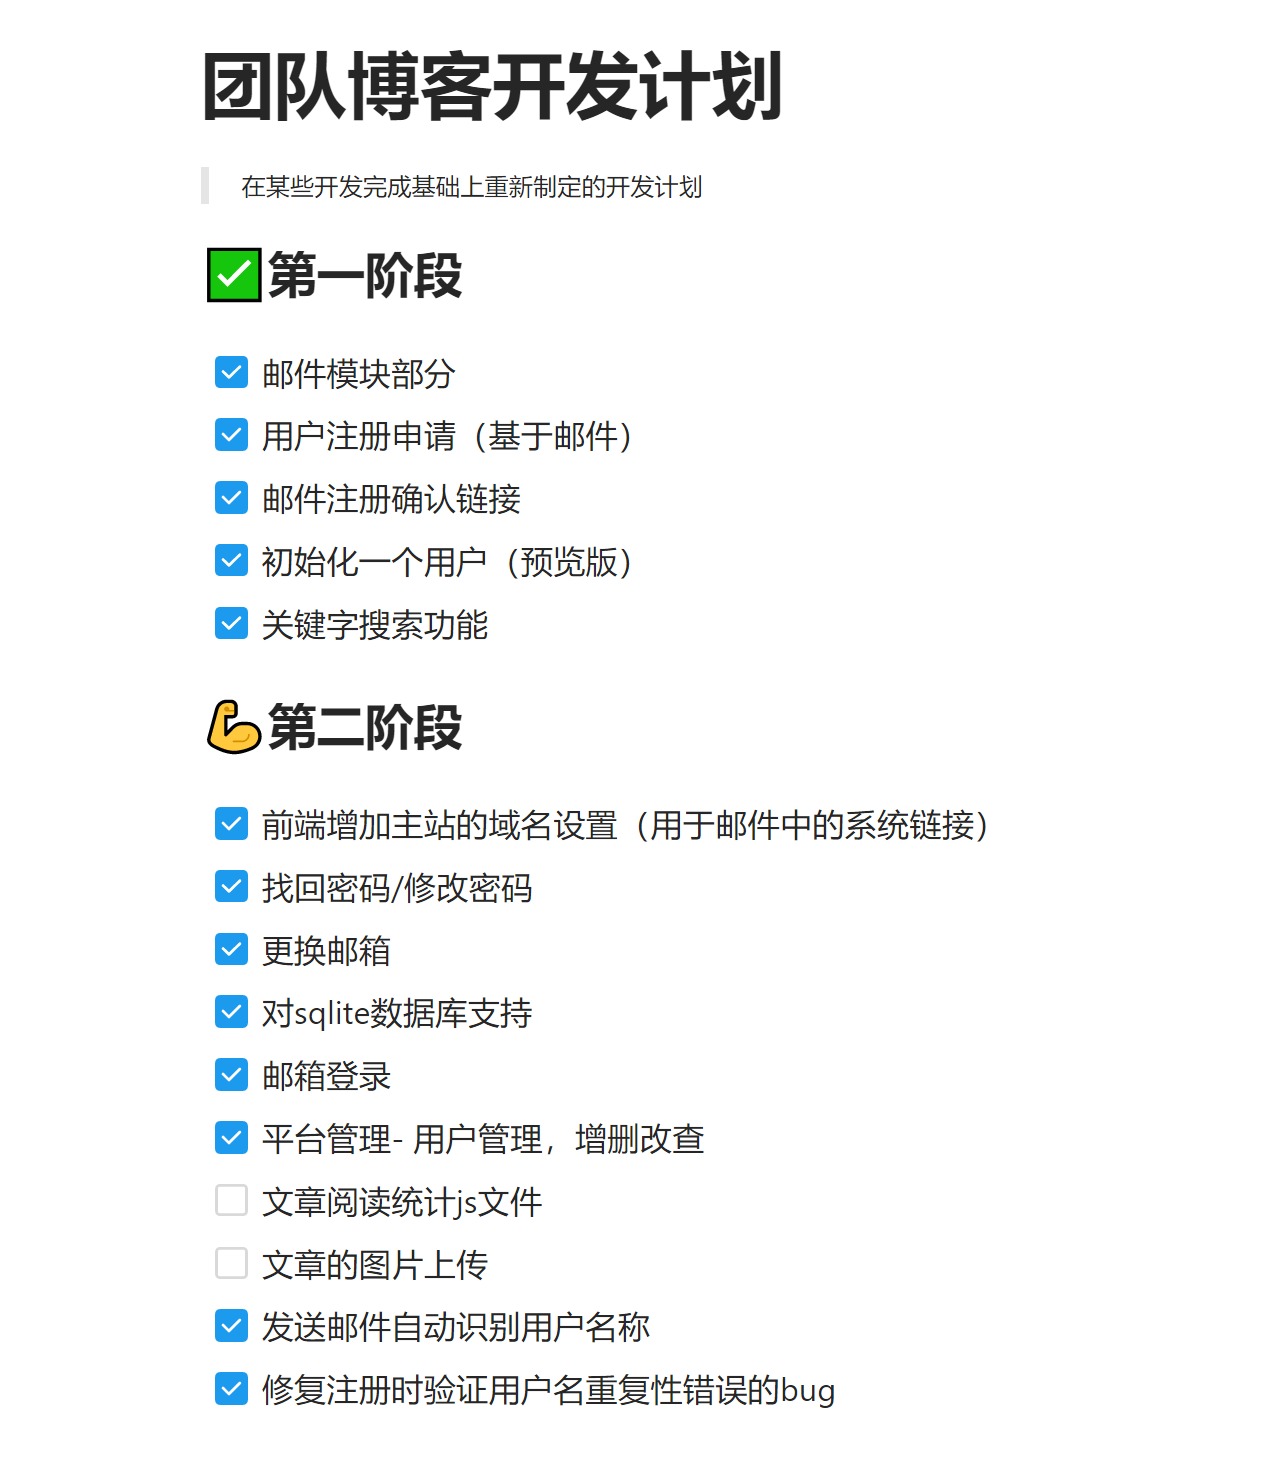 团队博客开发计划
在某些开发完成基础上重新制定的开发计划
✅第一阶段
邮件模块部分
用户注册申请（基于邮件）
邮件注册确认链接
初始化一个用户（预览版）
关键字搜索功能
💪第二阶段
前端增加主站的域名设置（用于邮件中的系统链接）
找回密码/修改密码
更换邮箱
对sqlite数据库支持
邮箱登录
平台管理- 用户管理，增删改查
文章阅读统计js文件
文章的图片上传
发送邮件自动识别用户名称
修复注册时验证用户名重复性错误的bug